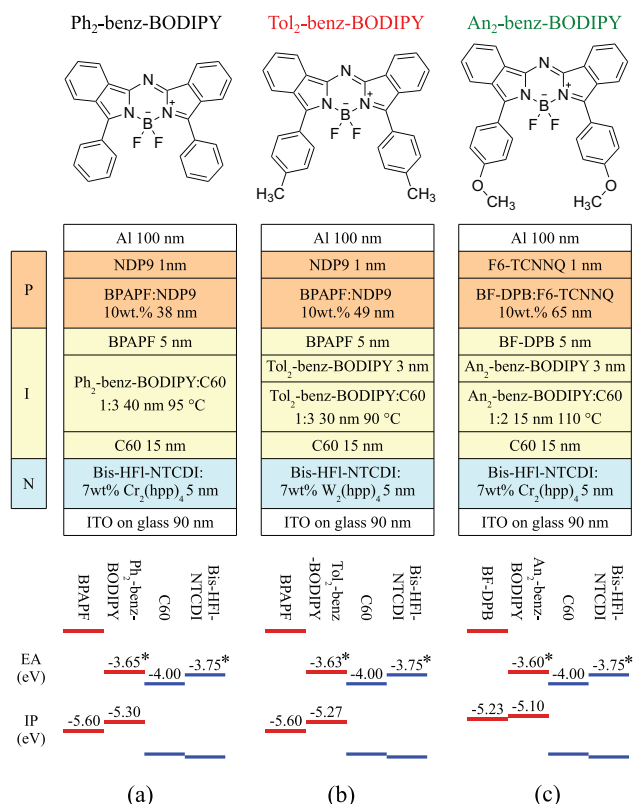 Ph2-benz-BODIPY
Tol2-benz-BODIPY
An2-benz-BODIPY
N
N
N
B
-
+
F
F
N
N
N
B
-
+
F
F
H3C
CH3
N
N
N
B
-
+
F
F
O
CH3
O
CH3
P
I
N
Al 100 nm
NDP9 1nm
BPAPF:NDP9
10wt.% 38 nm
BPAPF 5 nm
Ph2-benz-BODIPY:C60
1:3 40 nm 95 °C
C60 15 nm
Bis-HFl-NTCDI:
7wt% Cr2(hpp)4 5 nm
ITO on glass 90 nm
Al 100 nm
NDP9 1 nm
BPAPF:NDP9
10wt.% 49 nm
BPAPF 5 nm
Tol2-benz-BODIPY 3 nm
Tol2-benz-BODIPY:C60
1:3 30 nm 90 °C
C60 15 nm
Bis-HFl-NTCDI:
7wt% W2(hpp)4 5 nm
ITO on glass 90 nm
Al 100 nm
F6-TCNNQ 1 nm
BF-DPB:F6-TCNNQ
10wt.% 65 nm
BF-DPB 5 nm
An2-benz-BODIPY 3 nm
An2-benz-BODIPY:C60
1:2 15 nm 110 °C
C60 15 nm
Bis-HFl-NTCDI:
7wt% Cr2(hpp)4 5 nm
ITO on glass 90 nm
EA
(eV)
IP
(eV)
BPAPF
Ph2-benz-
BODIPY
C60
Bis-HFl-
NTCDI
-3.65*
-4.00
-3.75*
-5.60
-5.30
(a)
BPAPF
Tol2-benz
-BODIPY
C60
Bis-HFl-
NTCDI
-3.63*
-4.00
-3.75*
-5.60
-5.27
(b)
BF-DPB
An2-benz-
BODIPY
C60
Bis-HFl-
NTCDI
-3.60*
-4.00
-3.75*
-5.23
-5.10
(c)